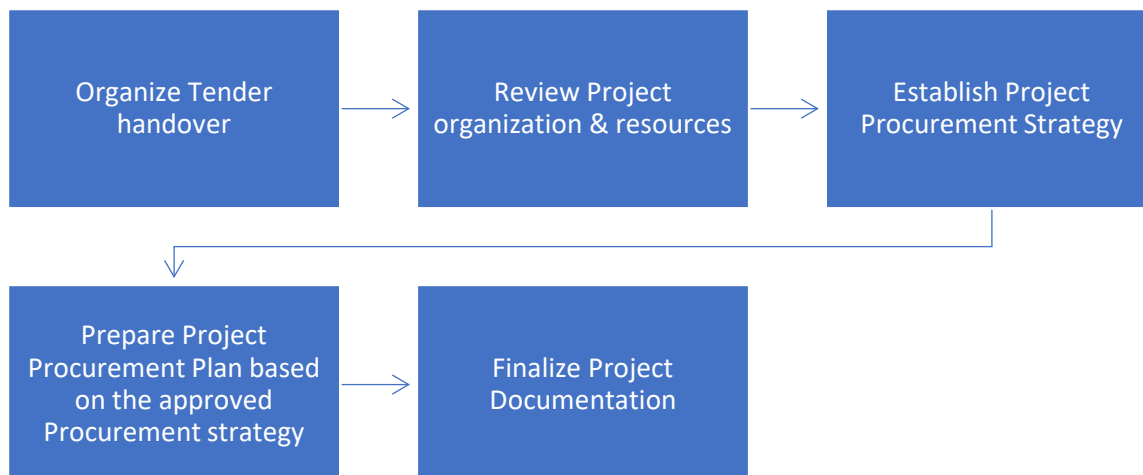 Organize Tender
handover
Review Project
organization & resources
Establish Project
Procurement Strategy
Prepare Project
Procurement Plan based
on the approved
Procurement strategy
Finalize Project
Documentation